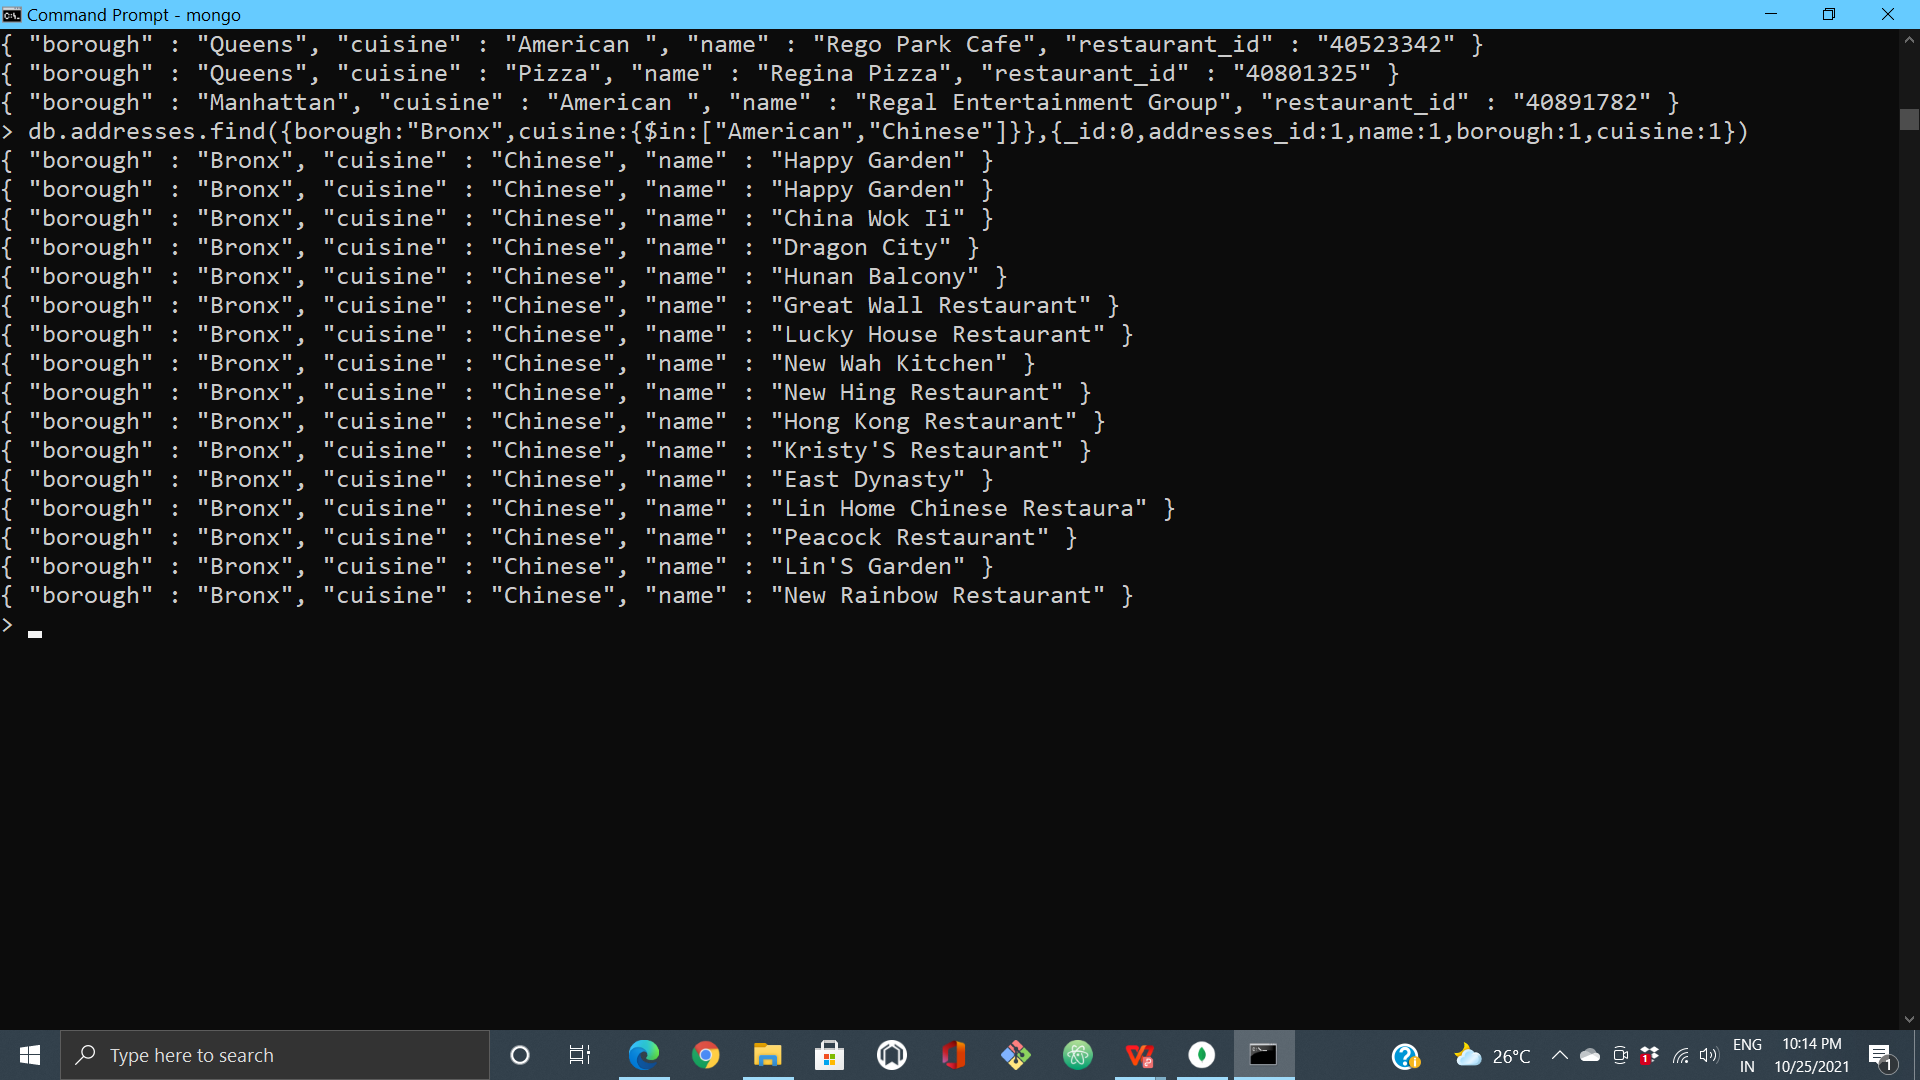 Command Prompt - mongo
{ "borough" : "Queens", "cuisine" : "American ", "name" : "Rego Park Cafe", "restaurant_id" : "40523342" }
{ "borough" : "Queens", "cuisine" : "Pizza", "name" : "Regina Pizza", "restaurant_id" : "40801325" }
{ "borough" : "Manhattan", "cuisine" : "American ", "name" : "Regal Entertainment Group", "restaurant_id" : "40891782" }
> db.addresses.find({borough:"Bronx",cuisine:{$in:["American","Chinese"]}},{_id:0,addresses_id:1,name:1,borough:1,cuisine:1})
{ "borough" : "Bronx", "cuisine" : "Chinese", "name" : "Happy Garden" }
{ "borough" : "Bronx", "cuisine" : "Chinese", "name" : "Happy Garden" }
{ "borough" : "Bronx", "cuisine" : "Chinese", "name" : "China Wok Ii" }
{ "borough" : "Bronx", "cuisine" : "Chinese", "name" : "Dragon City" }
{ "borough" : "Bronx", "cuisine" : "Chinese", "name" : "Hunan Balcony" }
{ "borough" : "Bronx", "cuisine" : "Chinese", "name" : "Great Wall Restaurant" }
{ "borough" : "Bronx", "cuisine" : "Chinese", "name" : "Lucky House Restaurant" }
{ "borough" : "Bronx", "cuisine" : "Chinese", "name" : "New Wah Kitchen" }
{ "borough" : "Bronx", "cuisine" : "Chinese", "name" : "New Hing Restaurant" }
{ "borough" : "Bronx", "cuisine" : "Chinese", "name" : "Hong Kong Restaurant" }
{ "borough" : "Bronx", "cuisine" : "Chinese", "name" : "Kristy'S Restaurant" }
{ "borough" : "Bronx", "cuisine" : "Chinese", "name" : "East Dynasty" }
{ "borough" : "Bronx", "cuisine" : "Chinese", "name" : "Lin Home Chinese Restaura" }
{ "borough" : "Bronx", "cuisine" : "Chinese", "name" : "Peacock Restaurant" }
{ "borough" : "Bronx", "cuisine" : "Chinese", "name" : "Lin'S Garden" }
{ "borough" : "Bronx", "cuisine" : "Chinese", "name" : "New Rainbow Restaurant" }
>
Type here to search
26°C
ENG
IN
10:14 PM
10/25/2021
1